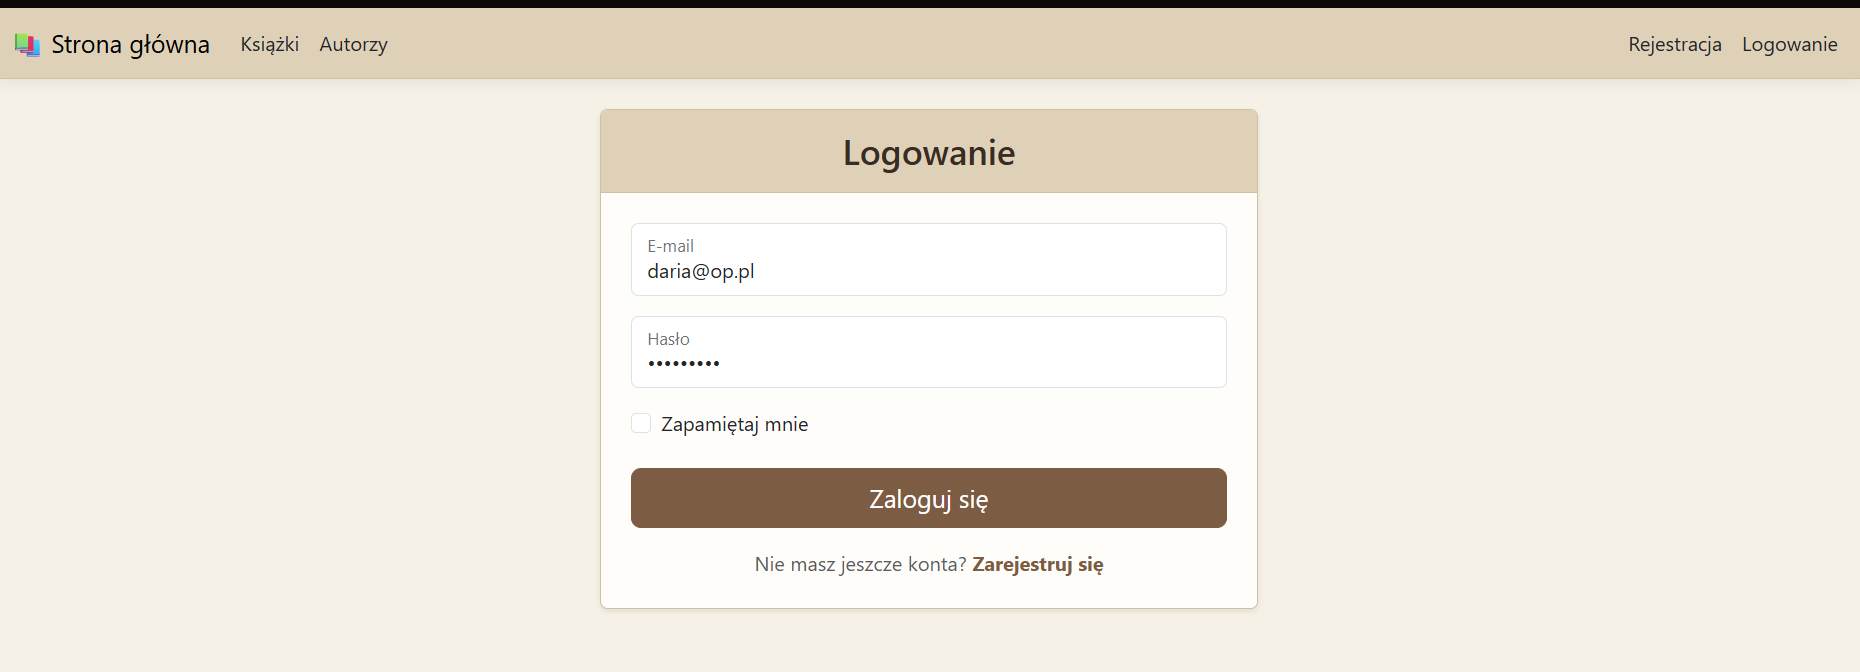 Strona główna Książki Autorzy Rejestracja Logowanie
Logowanie
E-mail
daria@op.pl
Hasło
•••••••••
Zapamiętaj mnie
Zaloguj się
Nie masz jeszcze konta? Zarejestruj się